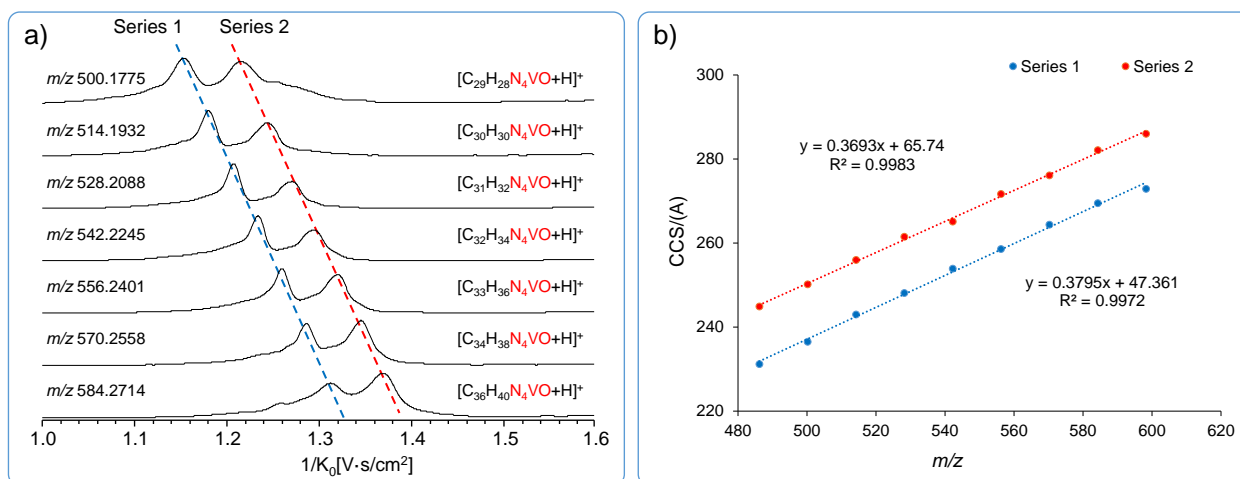 a)
Series 1 Series 2
m/z 500.1775 [C₂₉H₂₈N₄VO+H]⁺
m/z 514.1932 [C₃₀H₃₀N₄VO+H]⁺
m/z 528.2088 [C₃₁H₃₂N₄VO+H]⁺
m/z 542.2245 [C₃₂H₃₄N₄VO+H]⁺
m/z 556.2401 [C₃₃H₃₆N₄VO+H]⁺
m/z 570.2558 [C₃₄H₃₈N₄VO+H]⁺
m/z 584.2714 [C₃₆H₄₀N₄VO+H]⁺
1.0 1.2 1.3 1.4 1.5 1.6
1/K₀[V·s/cm²]
b)
Series 1 Series 2
300
280
260
240
220
CCS/(A)
y = 0.3693x + 65.74
R² = 0.9983
y = 0.3795x + 47.361
R² = 0.9972
480 500 520 540 560 580 600 620
m/z